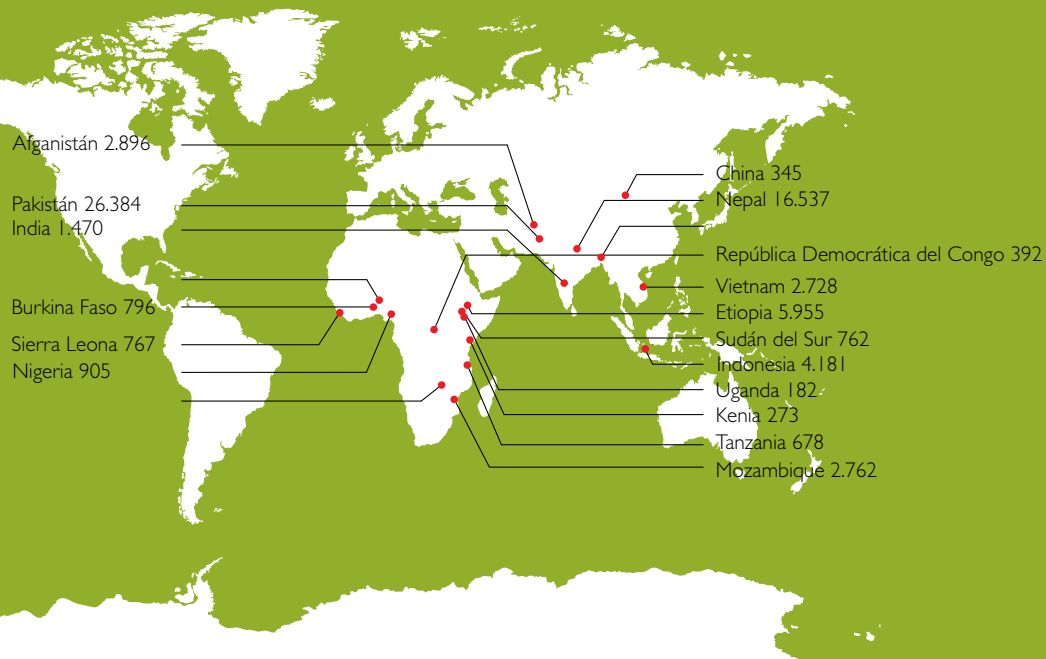 Afganistán 2.896
Pakistán 26.384
India 1.470
Burkina Faso 796
Sierra Leona 767
Nigeria 905
China 345
Nepal 16.537
República Democrática del Congo 392
Vietnam 2.728
Etiopia 5.955
Sudán del Sur 762
Indonesia 4.181
Uganda 182
Kenia 273
Tanzania 678
Mozambique 2.762